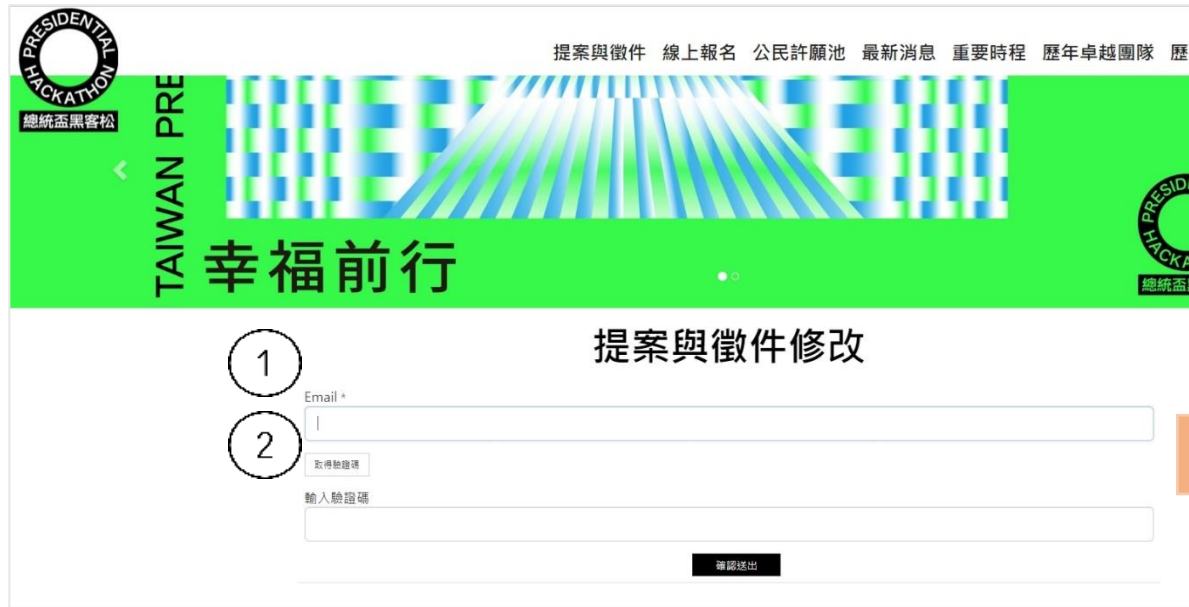 PRESIDENTIAL HACKATHON
總統盃黑客松
提案與徵件 線上報名 公民許願池 最新消息 重要時程 歷年卓越團隊 歷
TAIWAN PRE
幸福前行
提案與徵件修改
1
Email *
2
取得驗證碼
輸入驗證碼
確認送出